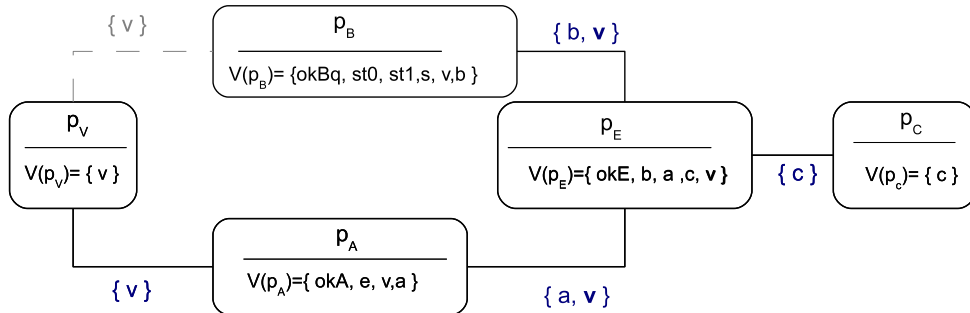 { v }
p_B
V(p_B)= {okBq, st0, st1,s, v,b }
{ b, v }
p_V
V(p_V)= { v }
p_E
V(p_E)={ okE, b, a ,c, v }
{ c }
p_C
V(p_c)= { c }
p_A
V(p_A)={ okA, e, v,a }
{ v }
{ a, v }